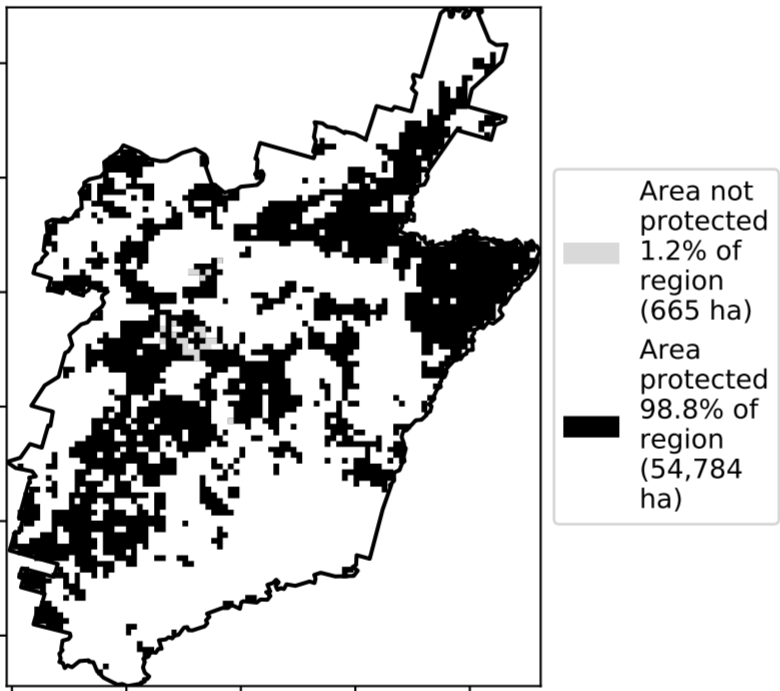 Area not
protected
1.2% of
region
(665 ha)
Area
protected
98.8% of
region
(54,784
ha)